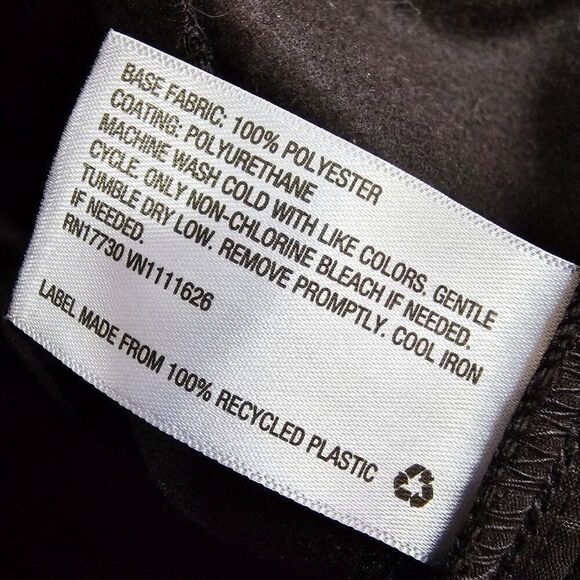 BASE FABRIC: 100% POLYESTER
COATING: POLYURETHANE
MACHINE WASH COLD WITH LIKE COLORS, GENTLE
CYCLE. ONLY NON-CHLORINE BLEACH IF NEEDED.
TUMBLE DRY LOW. REMOVE PROMPTLY. COOL IRON
IF NEEDED.
RN17730 VN1111626
LABEL MADE FROM 100% RECYCLED PLASTIC